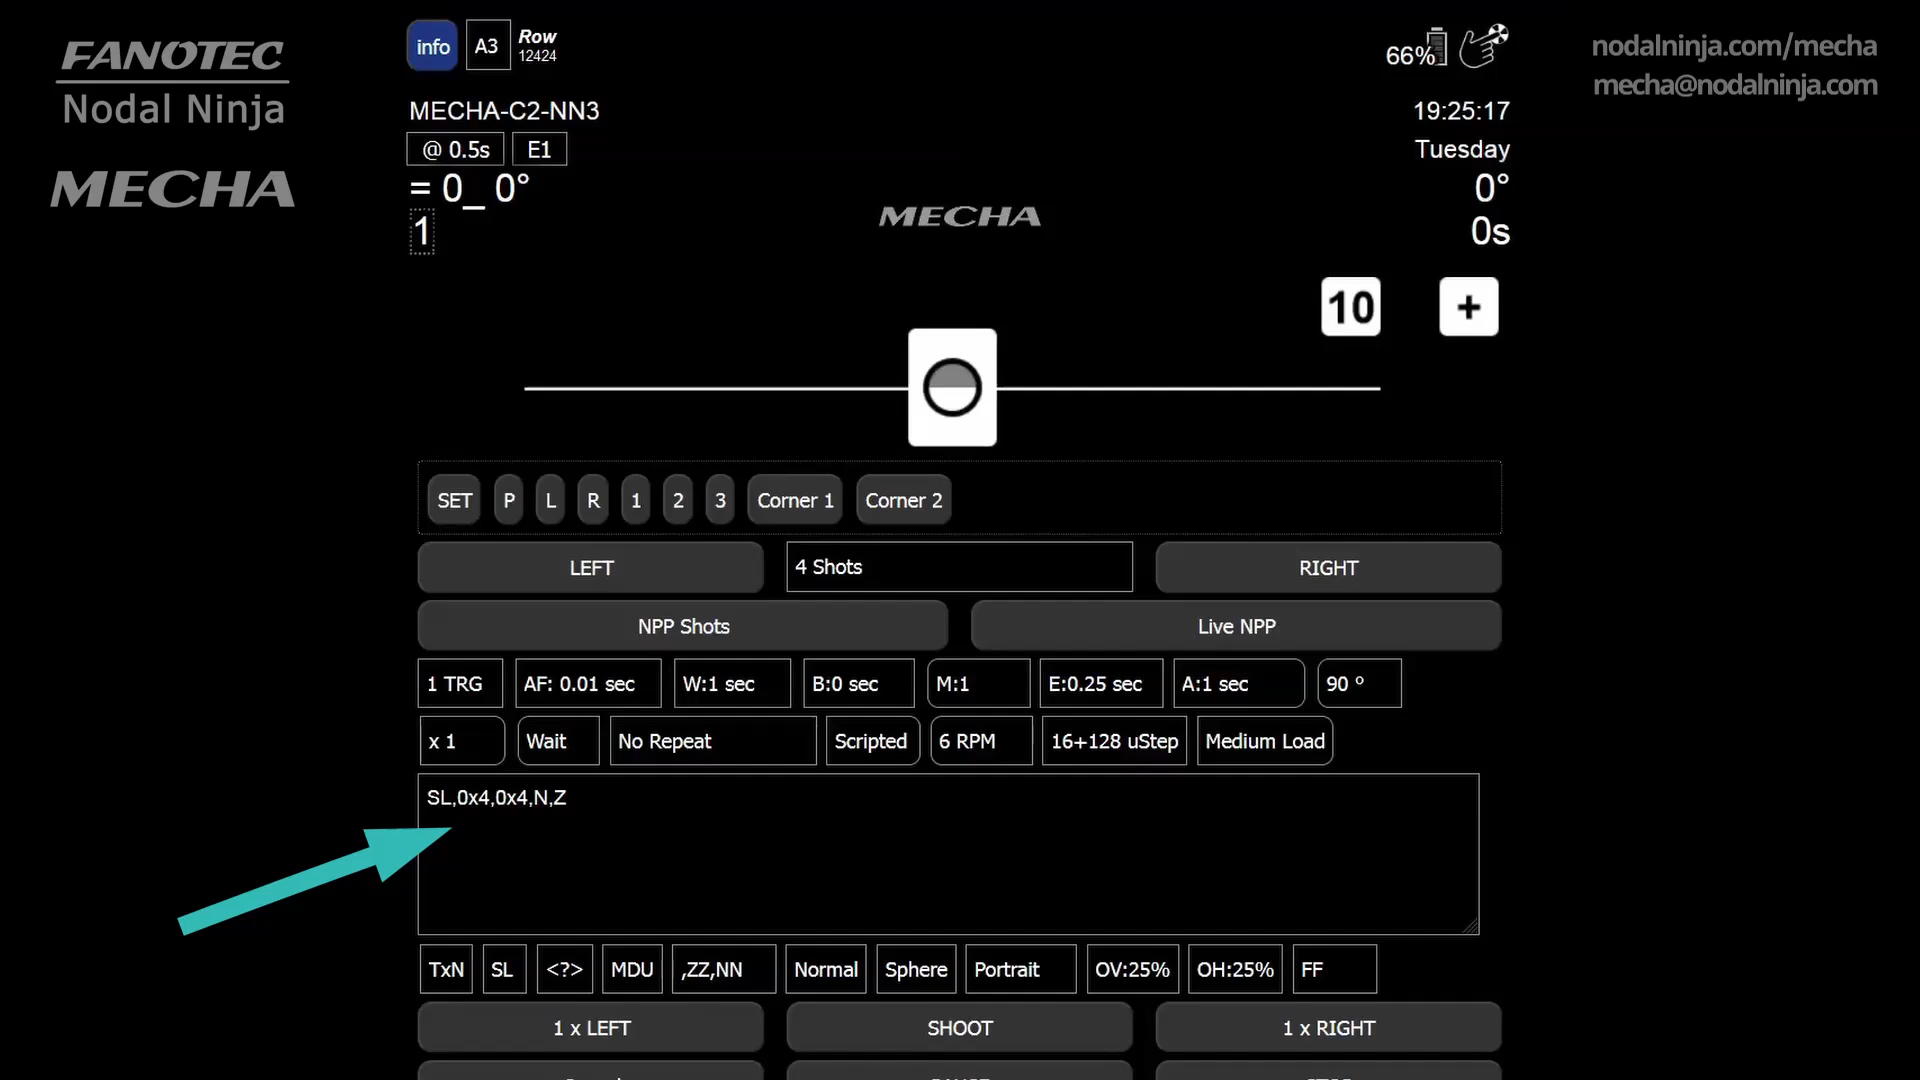 FANOTEC
Nodal Ninja
MECHA
info A3 Row
12424
66%
nodalninja.com/mecha
mecha@nodalninja.com
MECHA-C2-NN3
19:25:17
@ 0.5s E1
Tuesday
= 0_ 0°
0°
1
0s
MECHA
10 +
SET P L R 1 2 3 Corner 1 Corner 2
LEFT 4 Shots RIGHT
NPP Shots Live NPP
1 TRG AF: 0.01 sec W:1 sec B:0 sec M:1 E:0.25 sec A:1 sec 90 º
x 1 Wait No Repeat Scripted 6 RPM 16+128 uStep Medium Load
SL,0x4,0x4,N,Z
TxN SL <?> MDU ,ZZ,NN Normal Sphere Portrait OV:25% OH:25% FF
1 x LEFT SHOOT 1 x RIGHT